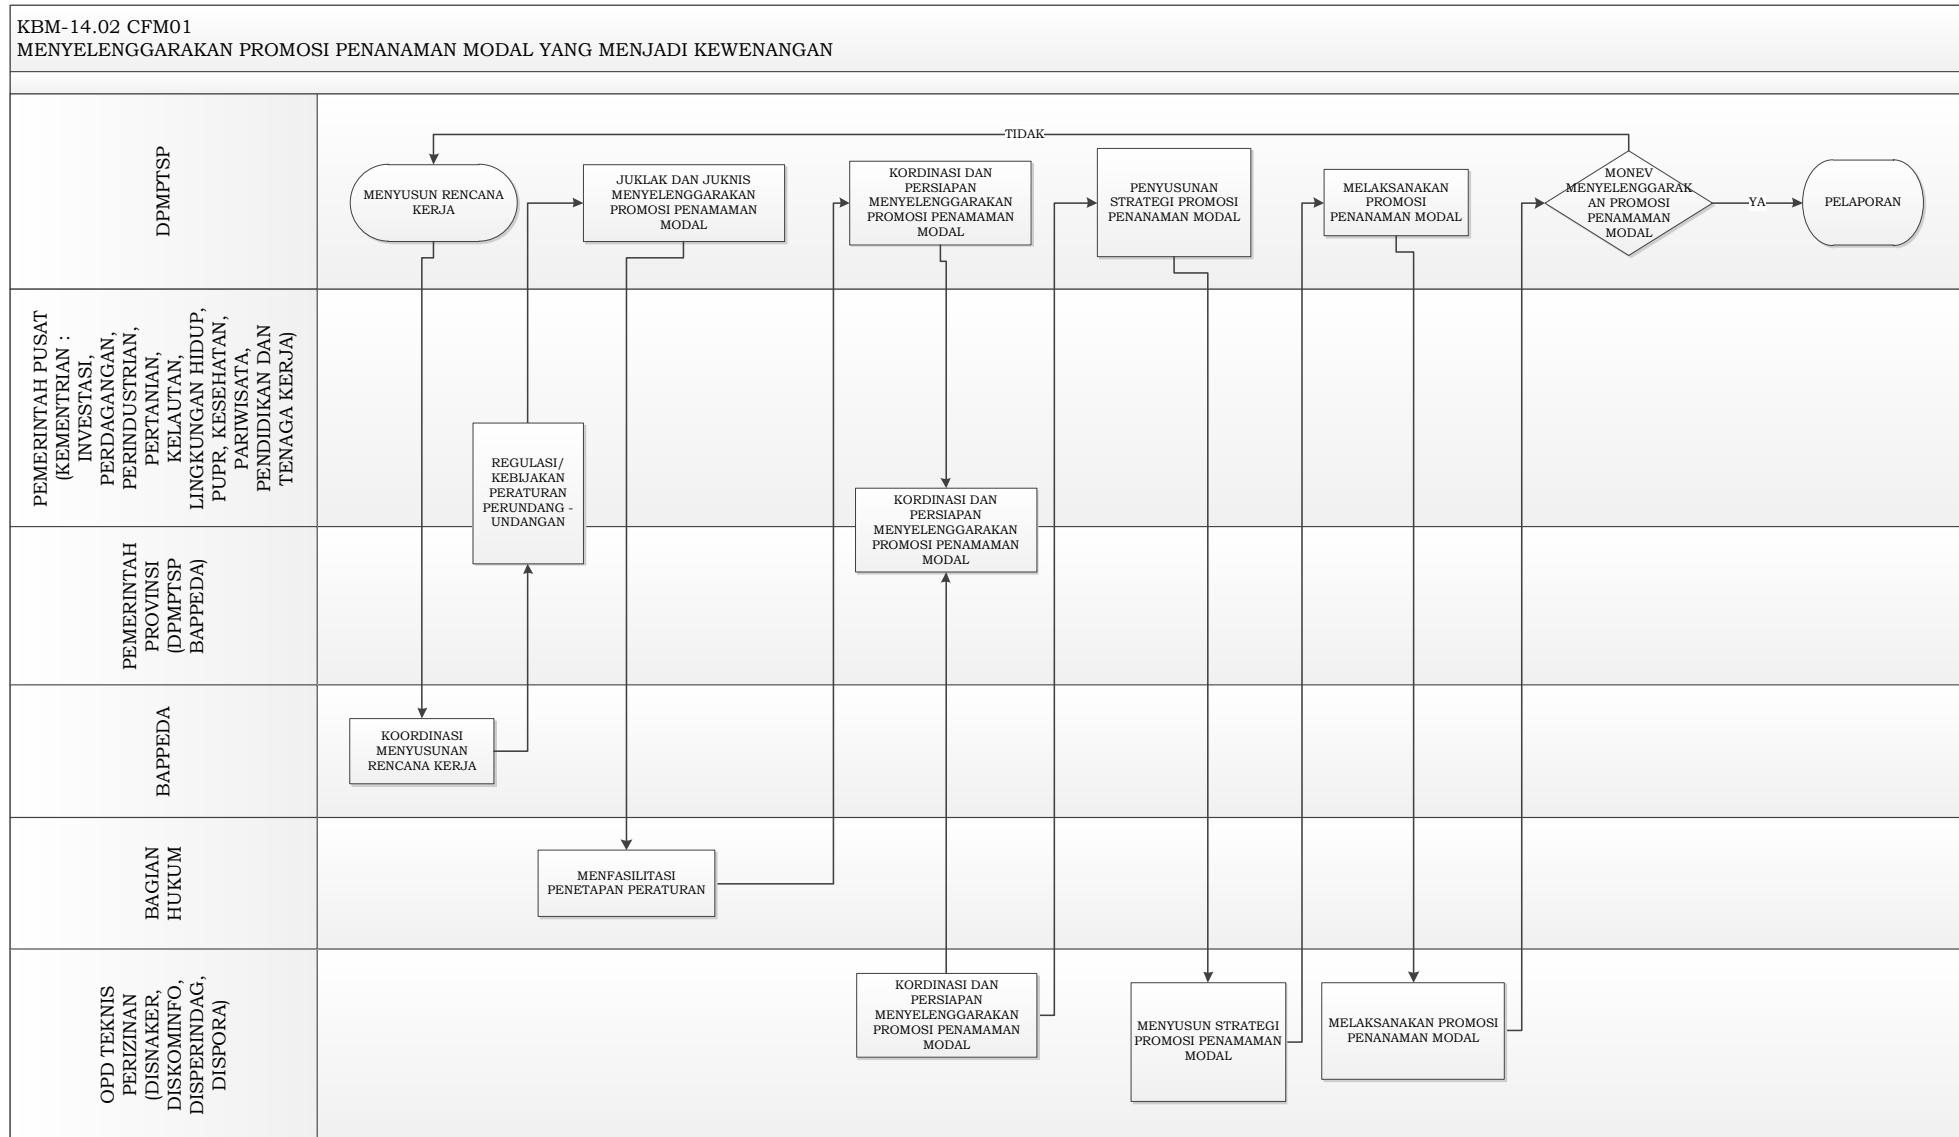 KBM-14.02 CFM01
MENYELENGGARAKAN PROMOSI PENANAMAN MODAL YANG MENJADI KEWENANGAN
DPMPTSP
MENYUSUN RENCANA
KERJA
JUKLAK DAN JUKNIS
MENYELENGGARAKAN
PROMOSI PENAMAMAN
MODAL
KORDINASI DAN
PERSIAPAN
MENYELENGGARAKAN
PROMOSI PENAMAMAN
MODAL
PENYUSUNAN
STRATEGI PROMOSI
PENANAMAN MODAL
MELAKSANAKAN
PROMOSI
PENANAMAN MODAL
MONEV
MENYELENGGARAK
AN PROMOSI
PENAMAMAN
MODAL
TIDAK
YA
PELAPORAN
PEMERINTAH PUSAT
(KEMENTRIAN :
INVESTASI,
PERDAGANGAN,
PERINDUSTRIAN,
PERTANIAN,
KELAUTAN,
LINGKUNGAN HIDUP,
PUPR, KESEHATAN,
PARIWISATA,
PENDIDIKAN DAN
TENAGA KERJA)
REGULASI/
KEBIJAKAN
PERATURAN
PERUNDANG -
UNDANGAN
KORDINASI DAN
PERSIAPAN
MENYELENGGARAKAN
PROMOSI PENAMAMAN
MODAL
PEMERINTAH
PROVINSI
(DPMPTSP
BAPPEDA)
BAPPEDA
KOORDINASI
MENYUSUNAN
RENCANA KERJA
BAGIAN
HUKUM
MENFASILITASI
PENETAPAN PERATURAN
OPD TEKNIS
PERIZINAN
(DISNAKER,
DISKOMINFO,
DISPERINDAG,
DISPORA)
KORDINASI DAN
PERSIAPAN
MENYELENGGARAKAN
PROMOSI PENAMAMAN
MODAL
MENYUSUN STRATEGI
PROMOSI PENAMAMAN
MODAL
MELAKSANAKAN PROMOSI
PENANAMAN MODAL